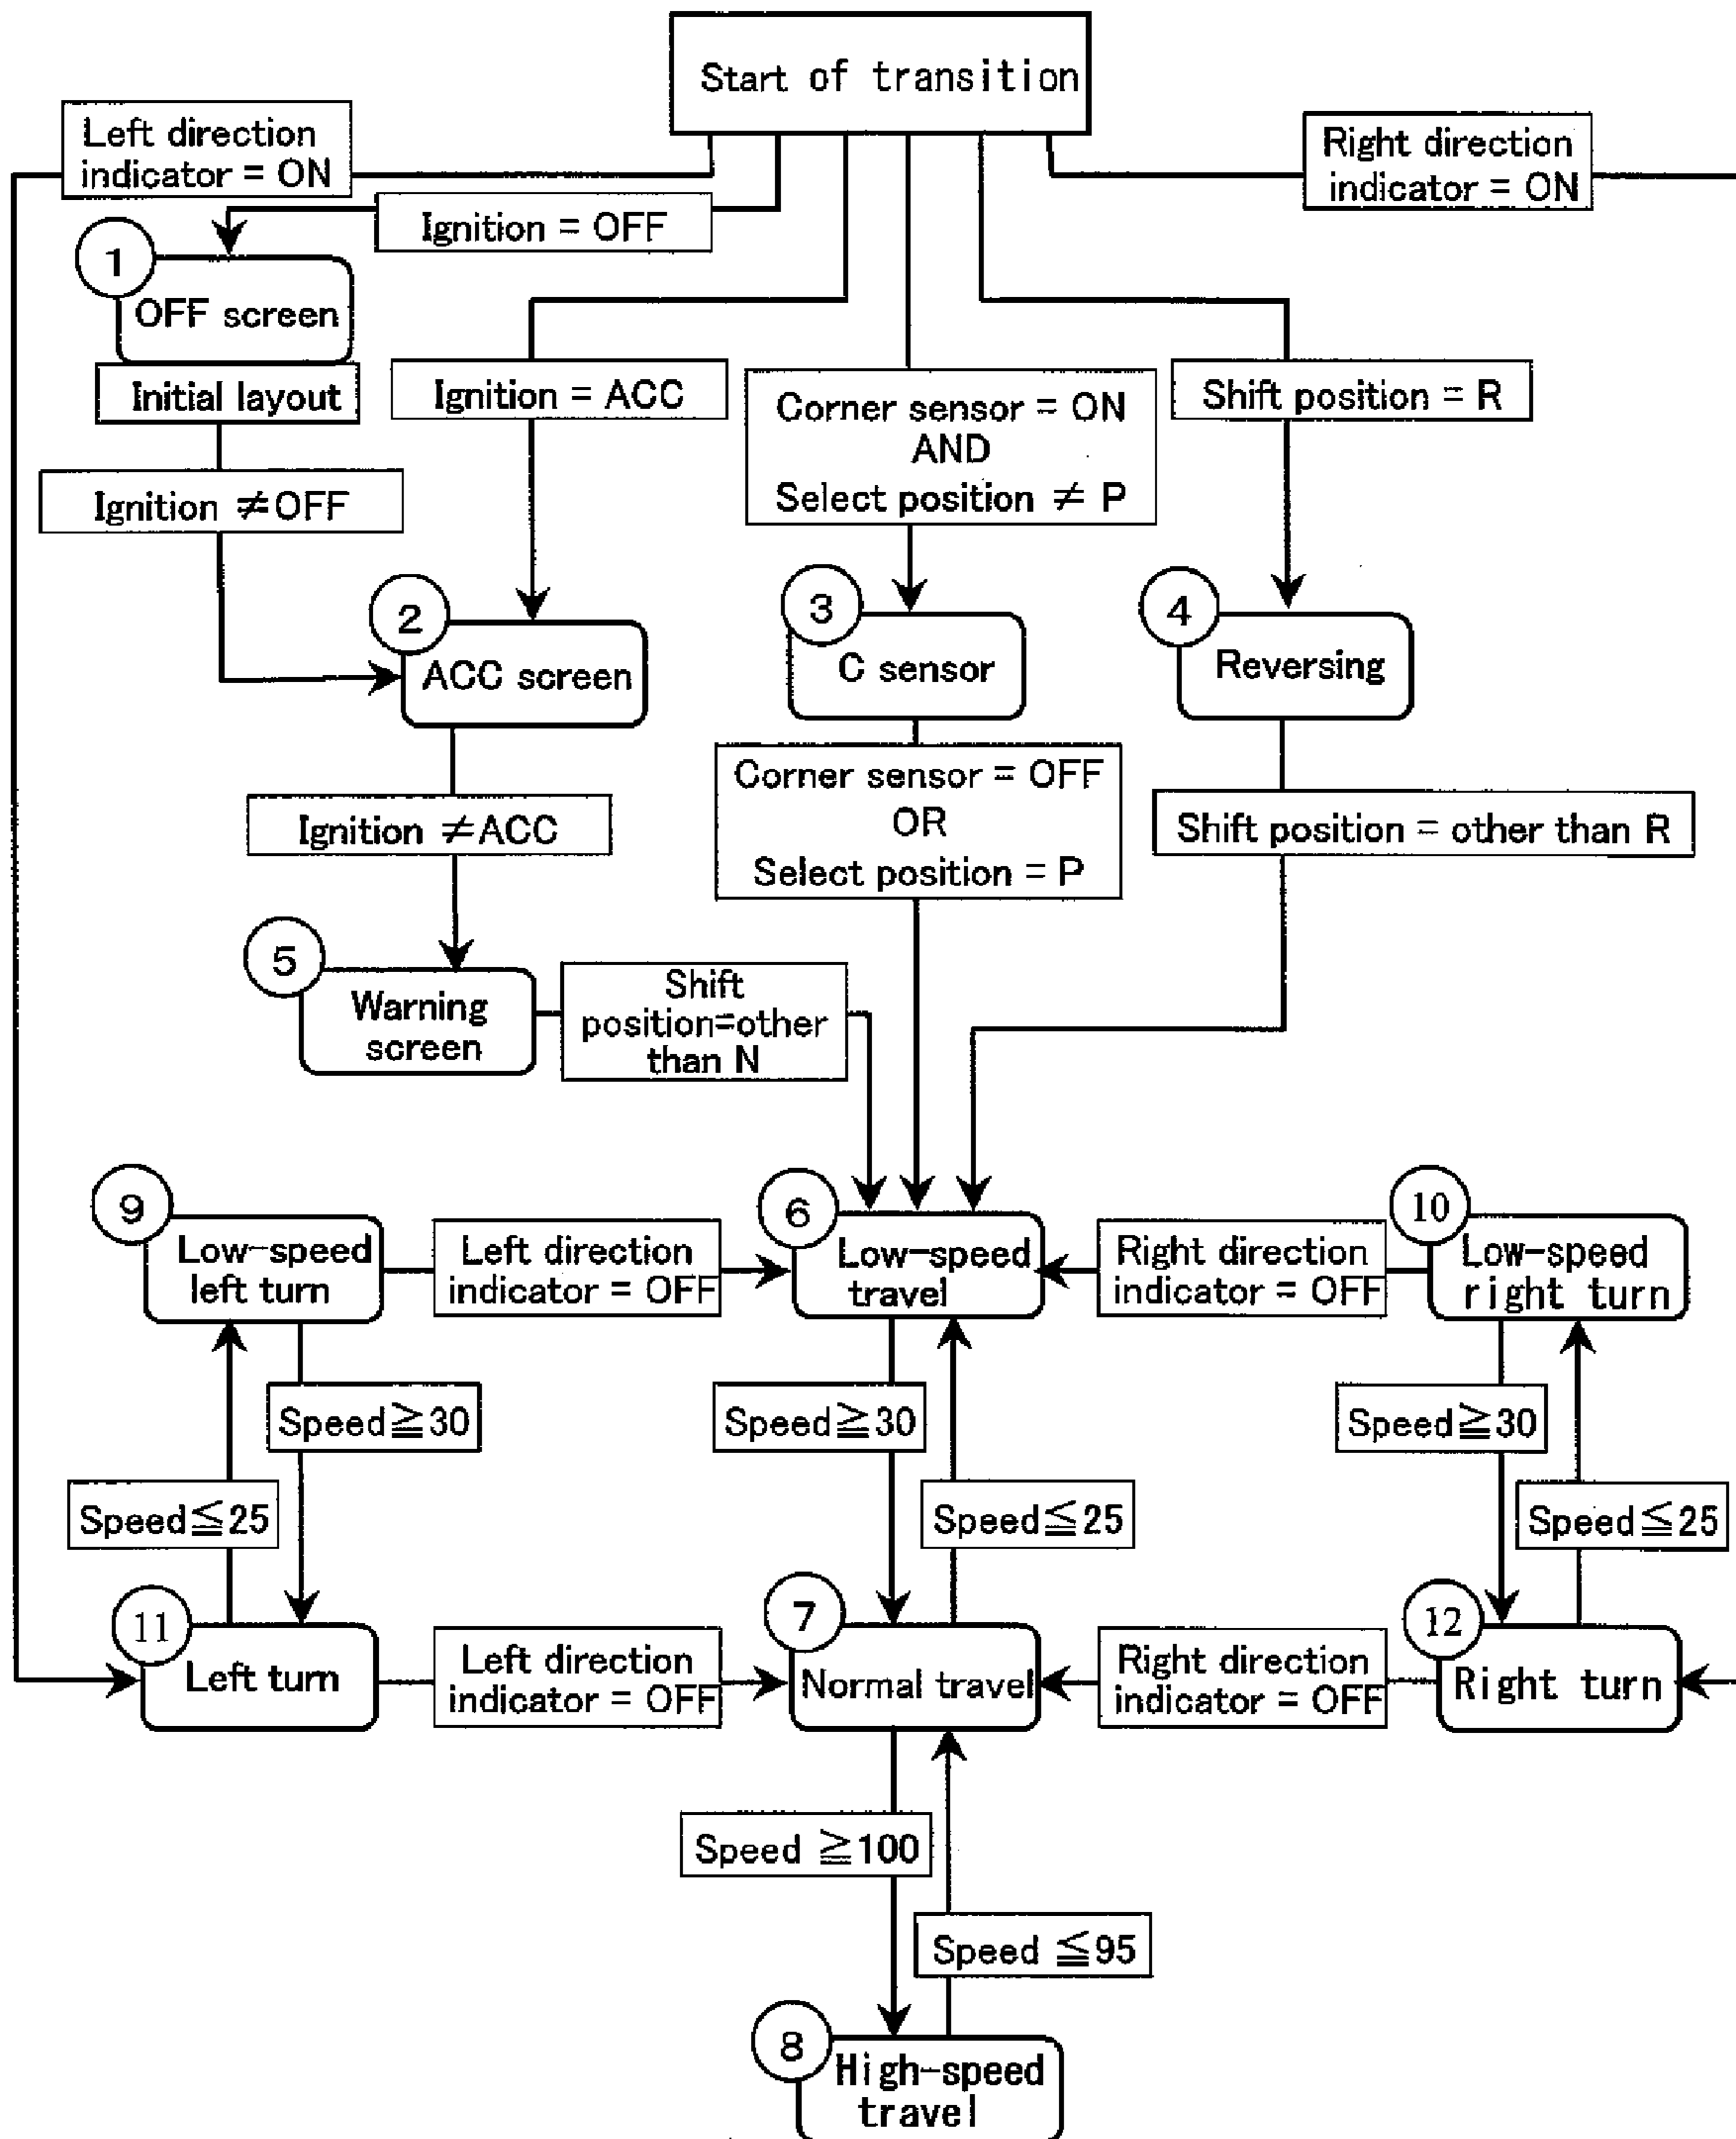 Start of transition
Left direction
indicator = ON
Right direction
indicator = ON
Ignition = OFF
1
OFF screen
Initial layout
Ignition = ACC
Corner sensor = ON
AND
Select position ≠ P
Shift position = R
Ignition ≠OFF
2
ACC screen
3
C sensor
4
Reversing
Ignition ≠ACC
Corner sensor = OFF
OR
Select position = P
Shift position = other than R
5
Warning
screen
Shift
position=other
than N
9
Low-speed
left turn
Left direction
indicator = OFF
6
Low-speed
travel
Right direction
indicator = OFF
10
Low-speed
right turn
Speed≧30
Speed≧30
Speed≧30
Speed≦25
Speed≦25
Speed≦25
11
Left turn
Left direction
indicator = OFF
7
Normal travel
Right direction
indicator = OFF
12
Right turn
Speed ≧100
Speed ≦95
8
High-speed
travel